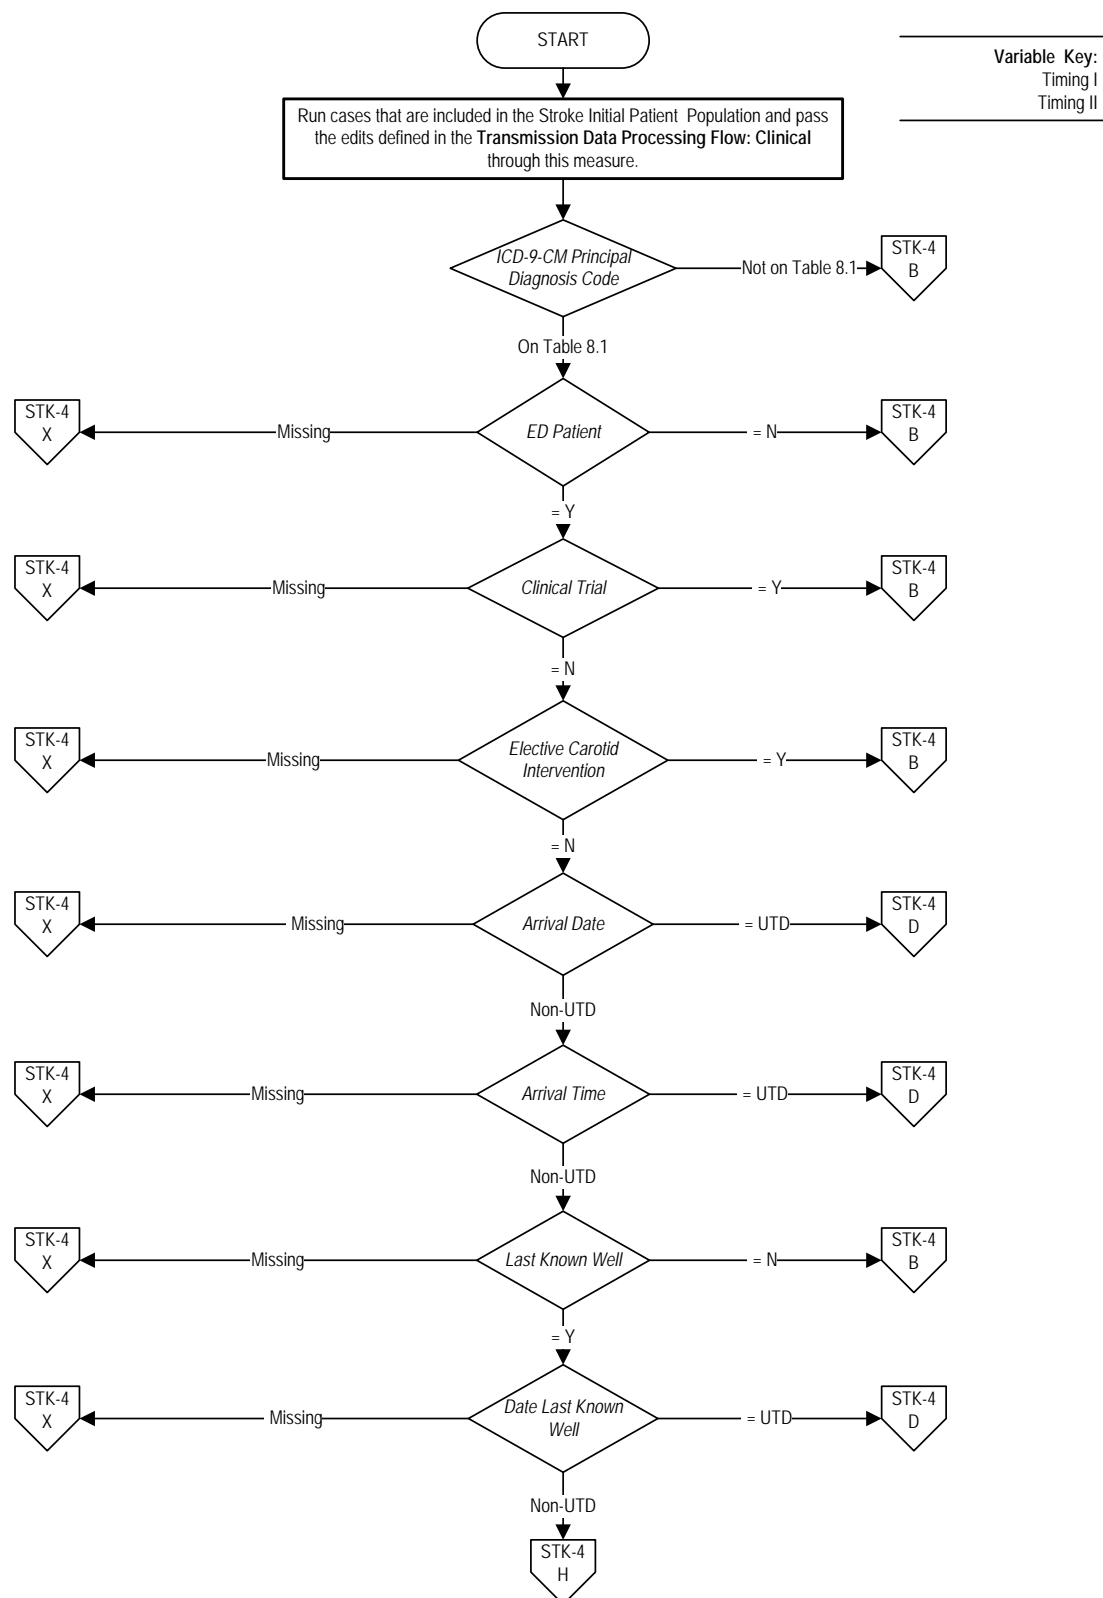 START
Variable Key:
Timing I
Timing II
Run cases that are included in the Stroke Initial Patient Population and pass
the edits defined in the Transmission Data Processing Flow: Clinical
through this measure.
ICD-9-CM Principal
Diagnosis Code
Not on Table 8.1
STK-4
B
On Table 8.1
STK-4
X
Missing
ED Patient
= N
STK-4
B
= Y
STK-4
X
Missing
Clinical Trial
= Y
STK-4
B
= N
STK-4
X
Missing
Elective Carotid
Intervention
= Y
STK-4
B
= N
STK-4
X
Missing
Arrival Date
= UTD
STK-4
D
Non-UTD
STK-4
X
Missing
Arrival Time
= UTD
STK-4
D
Non-UTD
STK-4
X
Missing
Last Known Well
= N
STK-4
B
= Y
STK-4
X
Missing
Date Last Known
Well
= UTD
STK-4
D
Non-UTD
STK-4
H